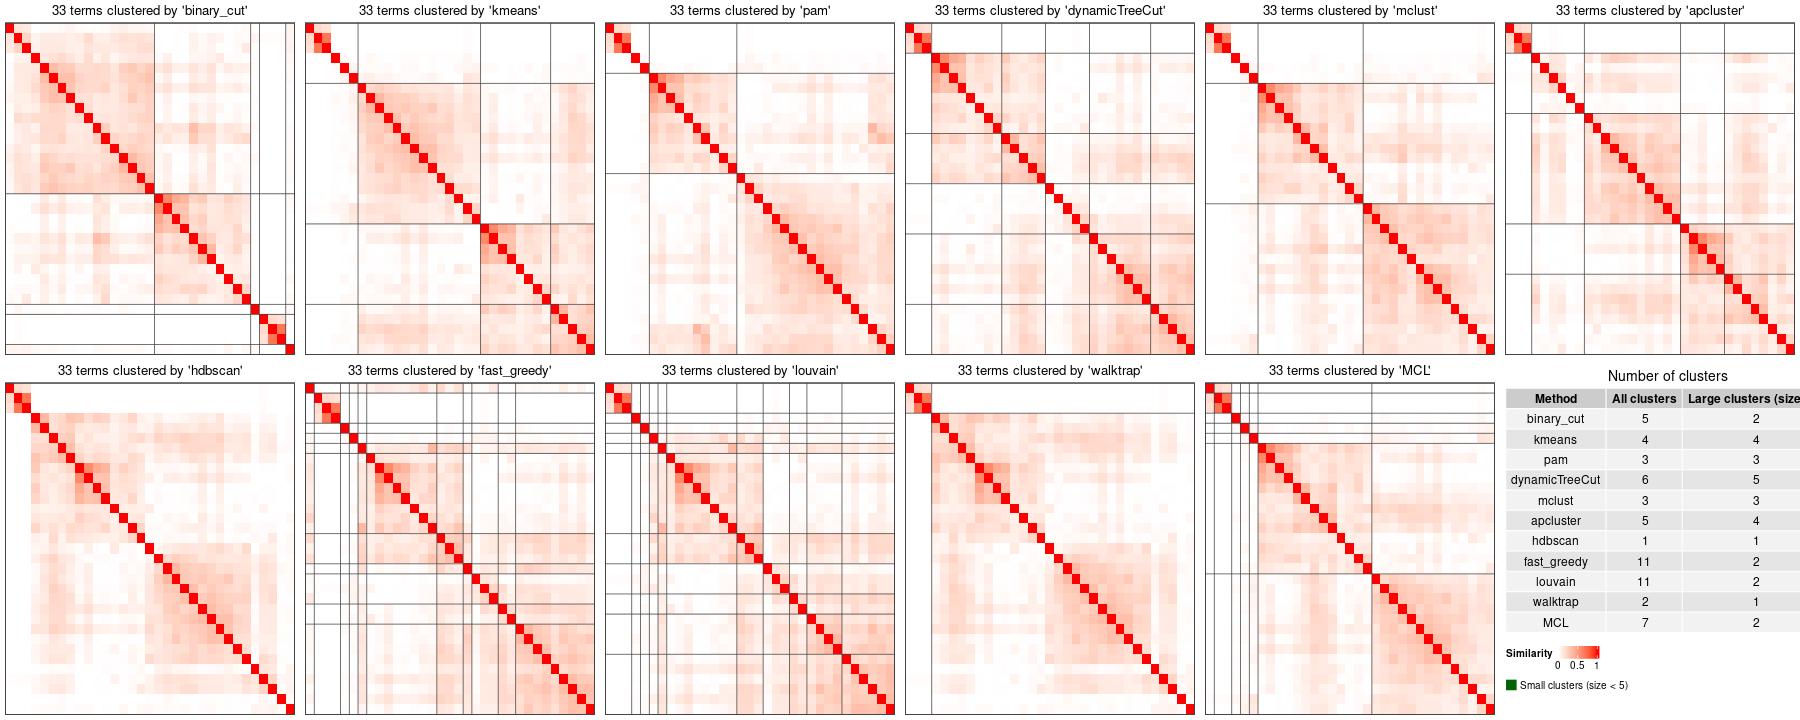 33 terms clustered by 'binary_cut'
33 terms clustered by 'kmeans'
33 terms clustered by 'pam'
33 terms clustered by 'dynamicTreeCut'
33 terms clustered by 'mclust'
33 terms clustered by 'apcluster'
33 terms clustered by 'hdbscan'
33 terms clustered by 'fast_greedy'
33 terms clustered by 'louvain'
33 terms clustered by 'walktrap'
33 terms clustered by 'MCL'
Number of clusters
Method All clusters Large clusters (size
binary_cut 5 2
kmeans 4 4
pam 3 3
dynamicTreeCut 6 5
mclust 3 3
apcluster 5 4
hdbscan 1 1
fast_greedy 11 2
louvain 11 2
walktrap 2 1
MCL 7 2
Similarity
0 0.5 1
Small clusters (size < 5)